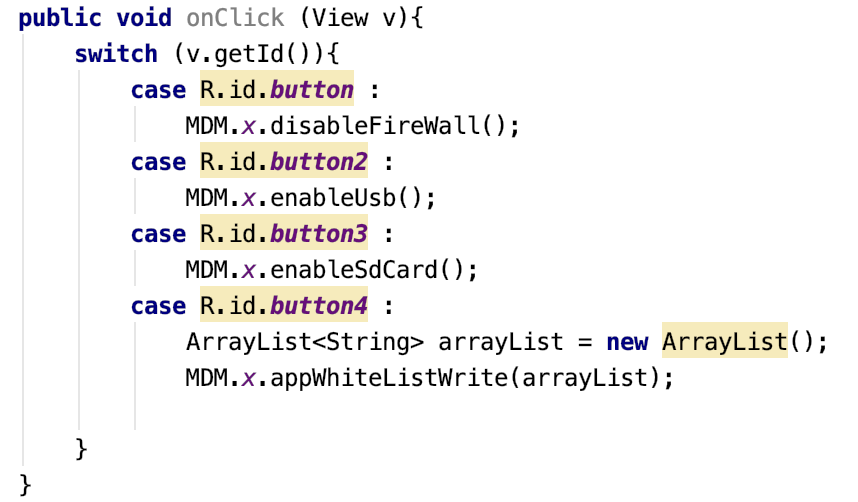 public void onClick (View v){
switch (v.getId()){
case R.id.button :
MDM.x.disableFireWall();
case R.id.button2 :
MDM.x.enableUsb();
case R.id.button3 :
MDM.x.enableSdCard();
case R.id.button4 :
ArrayList<String> arrayList = new ArrayList();
MDM.x.appWhiteListWrite(arrayList);
}
}